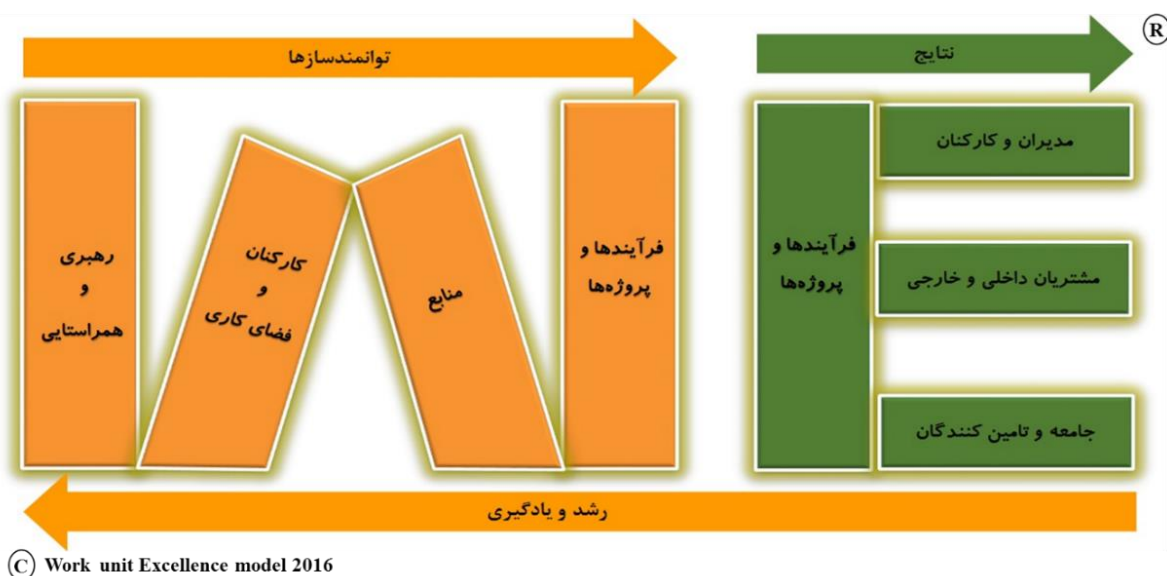 ®
توانمندسازها
نتایج
رهبری
و
همراستایی
کارکنان
و
فضای کاری
منابع
فرآیندها و
پروژه‌ها
فرآیندها و
پروژه‌ها
مدیران و کارکنان
مشتریان داخلی و خارجی
جامعه و تامین کنندگان
رشد و یادگیری
© Work unit Excellence model 2016